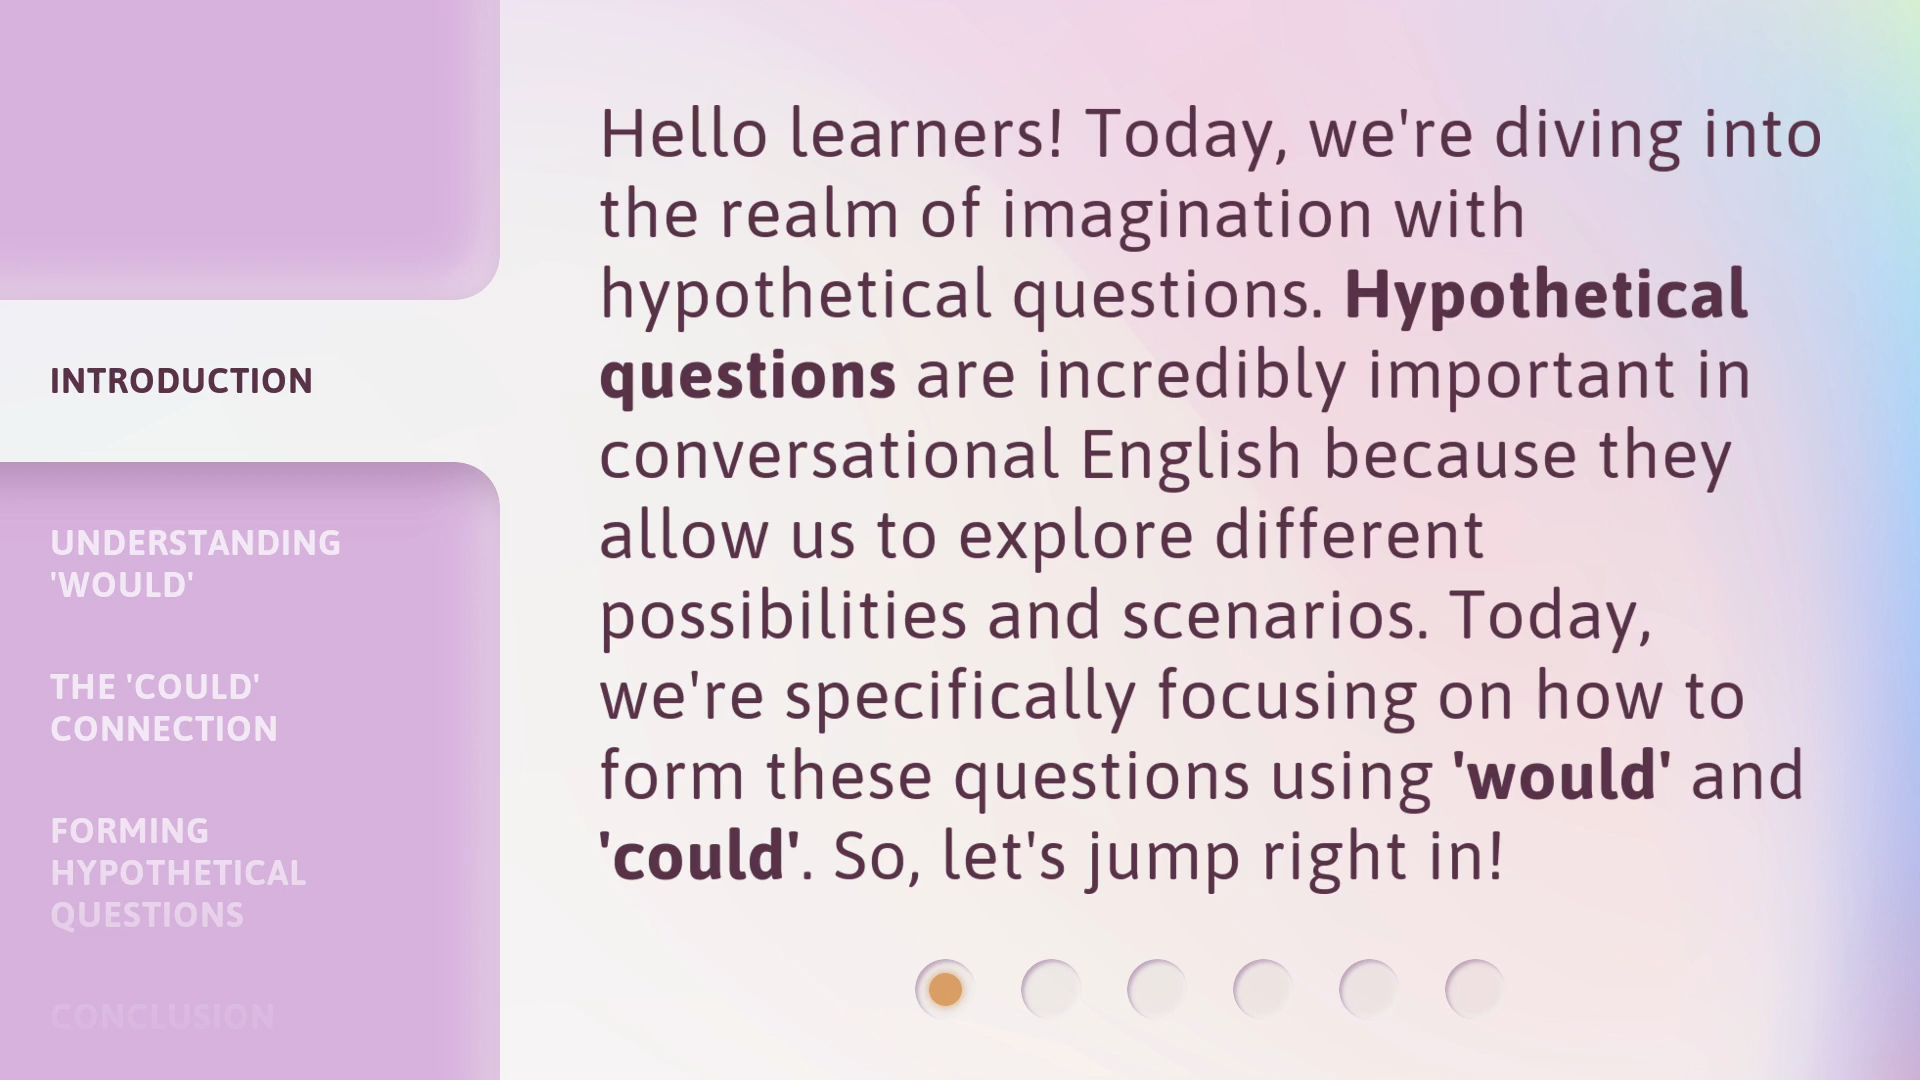 INTRODUCTION
UNDERSTANDING
'WOULD'
THE 'COULD'
CONNECTION
FORMING
HYPOTHETICAL
QUESTIONS
CONCLUSION
Hello learners! Today, we're diving into
the realm of imagination with
hypothetical questions. Hypothetical
questions are incredibly important in
conversational English because they
allow us to explore different
possibilities and scenarios. Today,
we're specifically focusing on how to
form these questions using 'would' and
'could'. So, let's jump right in!